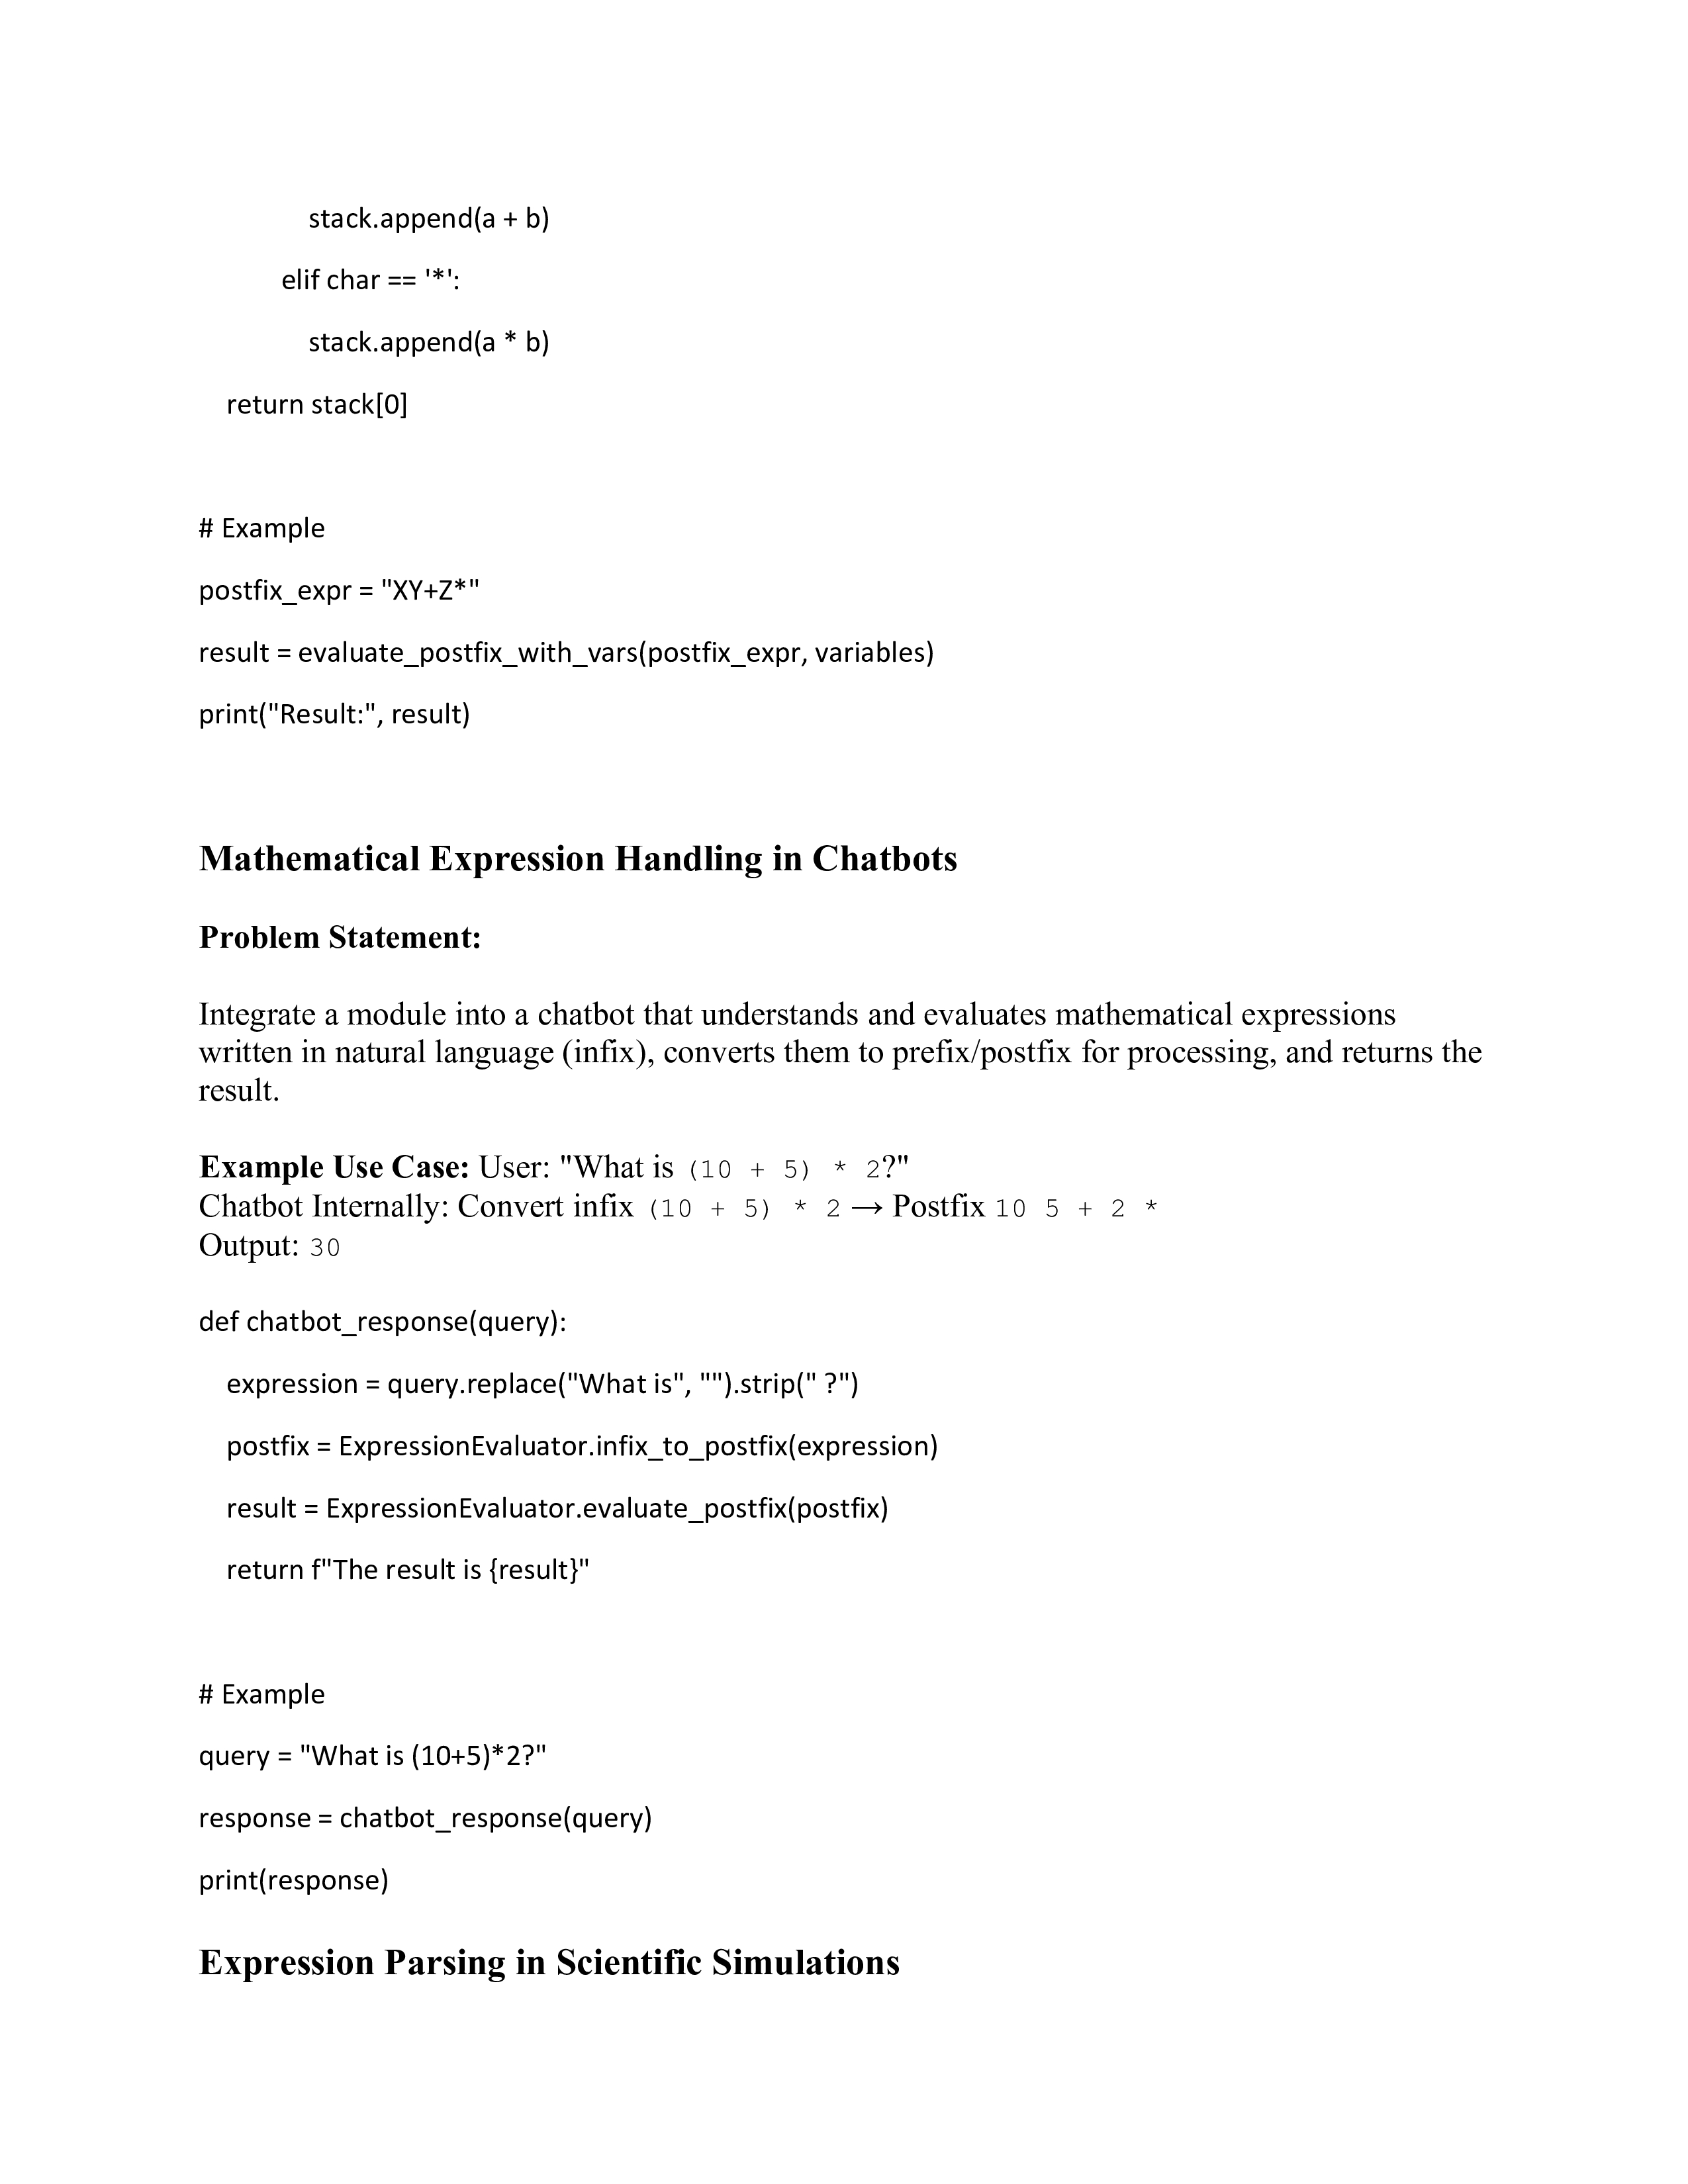 stack.append(a + b)
elif char == '*':
stack.append(a * b)
return stack[0]
# Example
postfix_expr = "XY+Z*"
result = evaluate_postfix_with_vars(postfix_expr, variables)
print("Result:", result)
Mathematical Expression Handling in Chatbots
Problem Statement:
Integrate a module into a chatbot that understands and evaluates mathematical expressions
written in natural language (infix), converts them to prefix/postfix for processing, and returns the
result.
Example Use Case: User: "What is (10 + 5) * 2?"
Chatbot Internally: Convert infix (10 + 5) * 2 → Postfix 10 5 + 2 *
Output: 30
def chatbot_response(query):
expression = query.replace("What is", "").strip(" ?")
postfix = ExpressionEvaluator.infix_to_postfix(expression)
result = ExpressionEvaluator.evaluate_postfix(postfix)
return f"The result is {result}"
# Example
query = "What is (10+5)*2?"
response = chatbot_response(query)
print(response)
Expression Parsing in Scientific Simulations